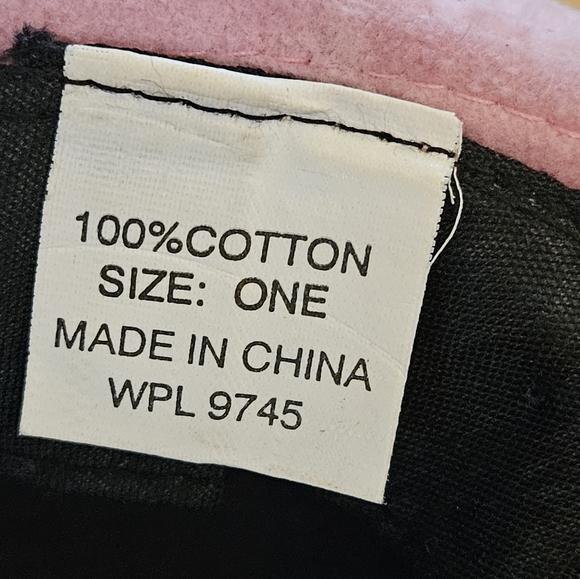 100%COTTON
SIZE: ONE
MADE IN CHINA
WPL 9745